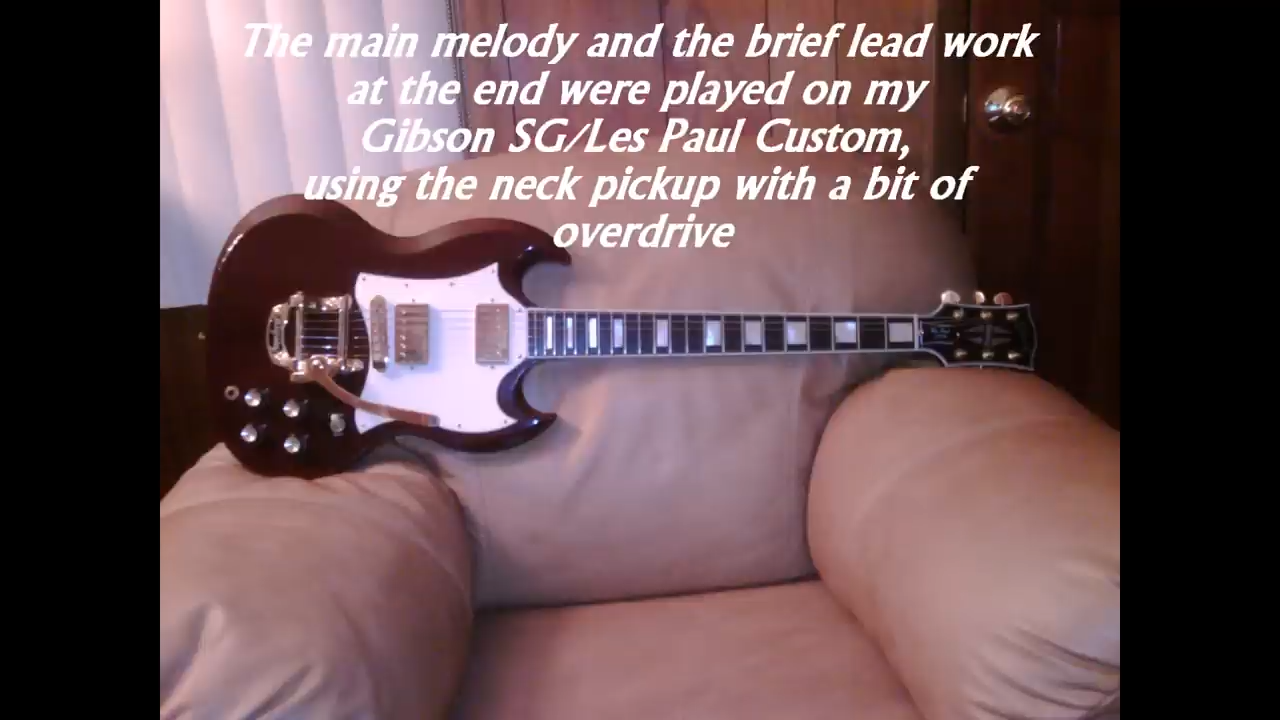 The main melody and the brief lead work
at the end were played on my
Gibson SG/Les Paul Custom,
using the neck pickup with a bit of
overdrive